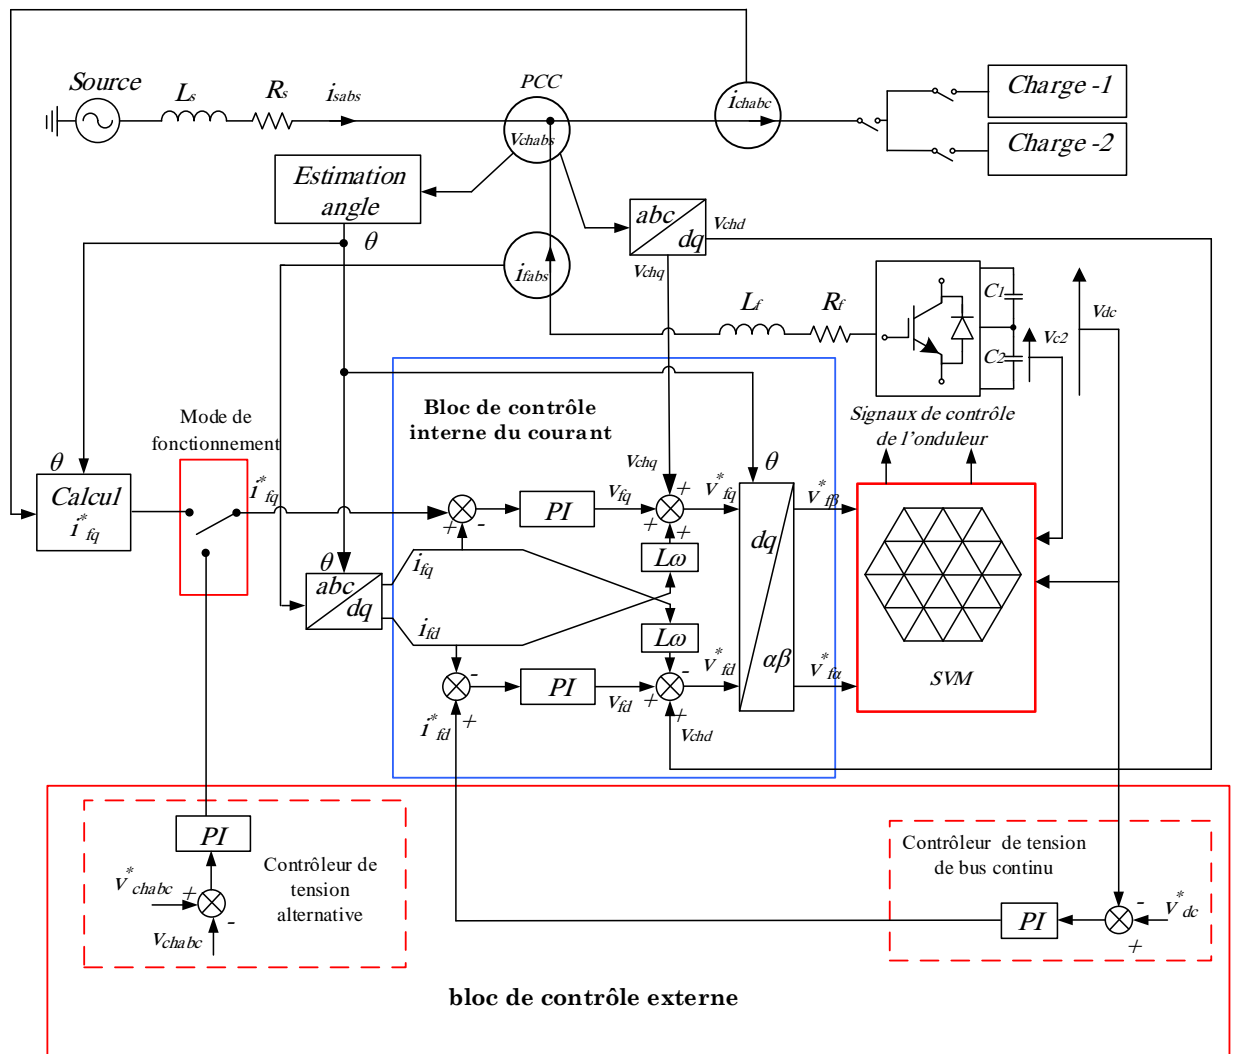 Source
Ls
Rs
isabs
PCC
vchabs
ichabc
Charge -1
Charge -2
Estimation
angle
θ
abc
dq
vchd
vchq
ifabs
Lf
Rf
C1
C2
vc2
vdc
Signaux de contrôle
de l'onduleur
Bloc de contrôle
interne du courant
Mode de
fonctionnement
θ
Calcul
i*fq
i*fq
+
-
PI
vfq
vchq
+
+
+
v*fq
θ
dq
αβ
v*fβ
v*fα
SVM
θ
abc
dq
ifq
ifd
Lω
Lω
-
+
i*fd
PI
vfd
-
+
+
v*fd
vchd
PI
v*chabc
+
-
vchabc
Contrôleur de
tension
alternative
Contrôleur de tension
de bus continu
PI
-
+
v*dc
bloc de contrôle externe